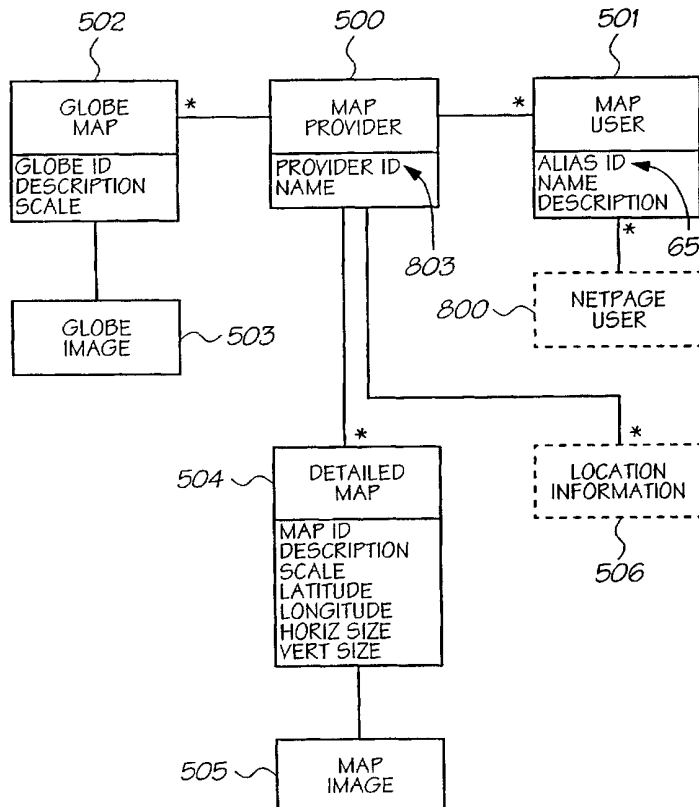 502
500
501
GLOBE
MAP
*
MAP
PROVIDER
*
MAP
USER
GLOBE ID
DESCRIPTION
SCALE
PROVIDER ID
NAME
ALIAS ID
NAME
DESCRIPTION
803
*
65
GLOBE
IMAGE
503
800
NETPAGE
USER
*
*
504
DETAILED
MAP
LOCATION
INFORMATION
MAP ID
DESCRIPTION
SCALE
LATITUDE
LONGITUDE
HORIZ SIZE
VERT SIZE
506
505
MAP
IMAGE